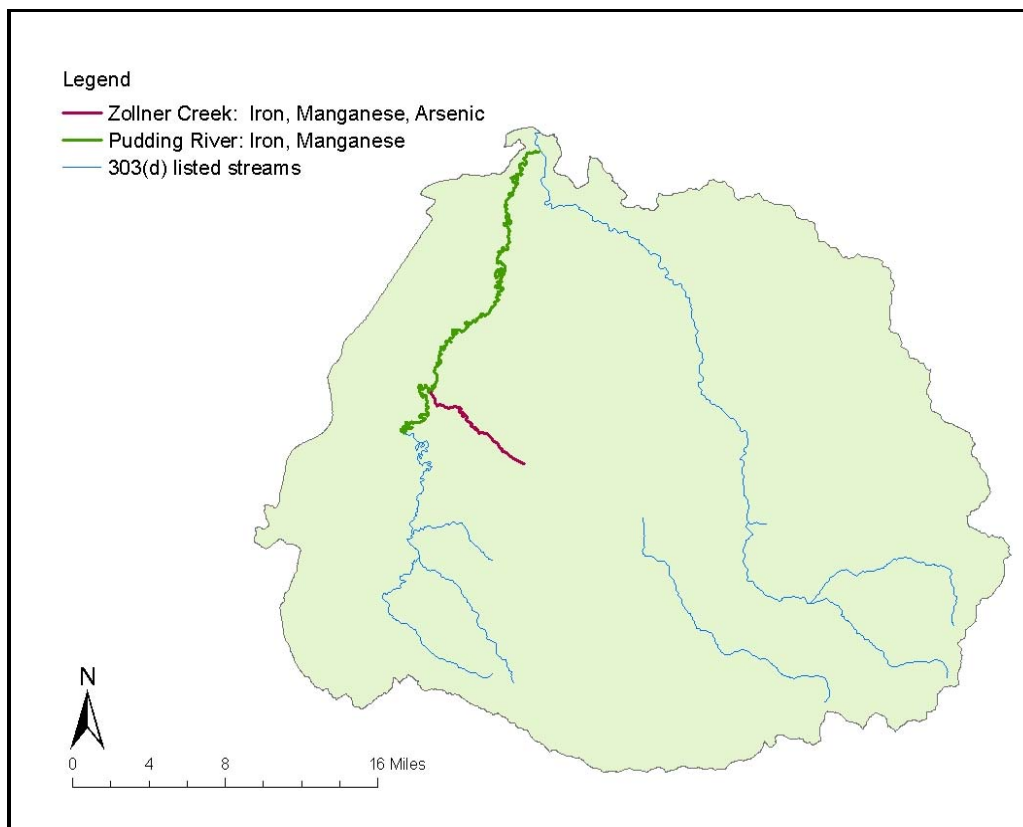 Legend
Zollner Creek: Iron, Manganese, Arsenic
Pudding River: Iron, Manganese
303(d) listed streams
N
0 4 8 16 Miles